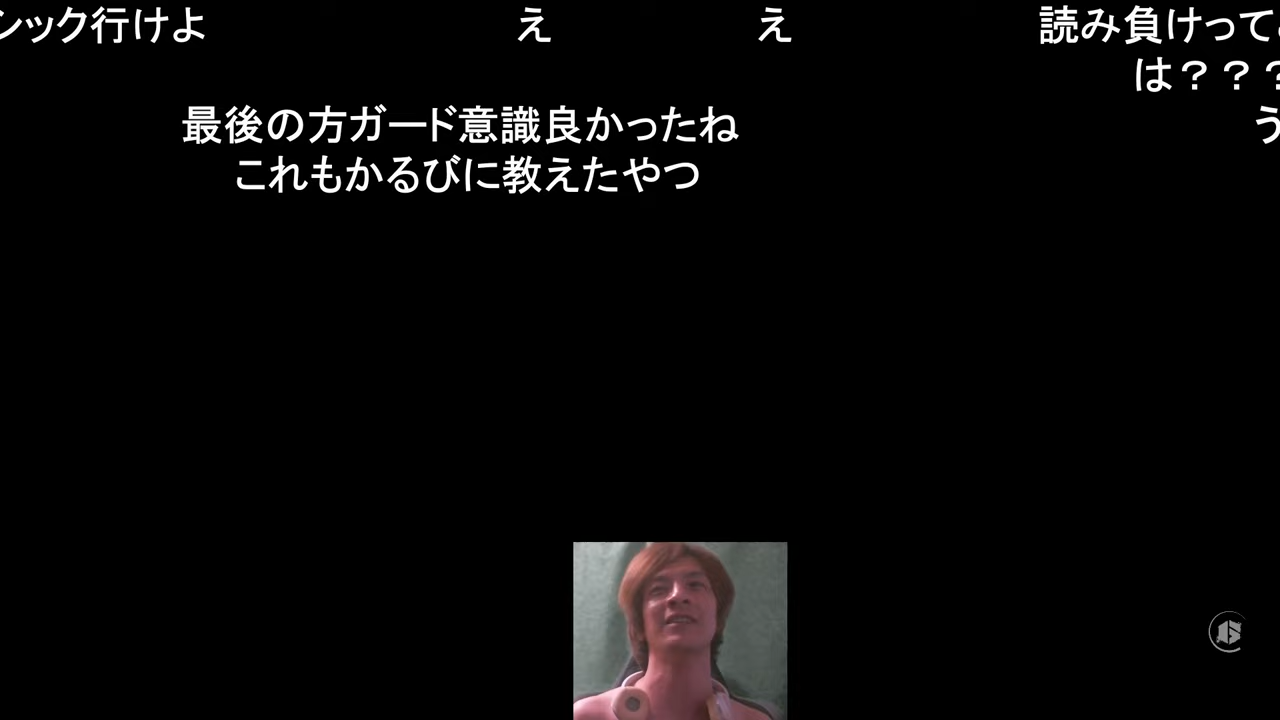 シック行けよ
え
え
読み負けって
は？？？
最後の方ガード意識良かったね
う
これもかるびに教えたやつ